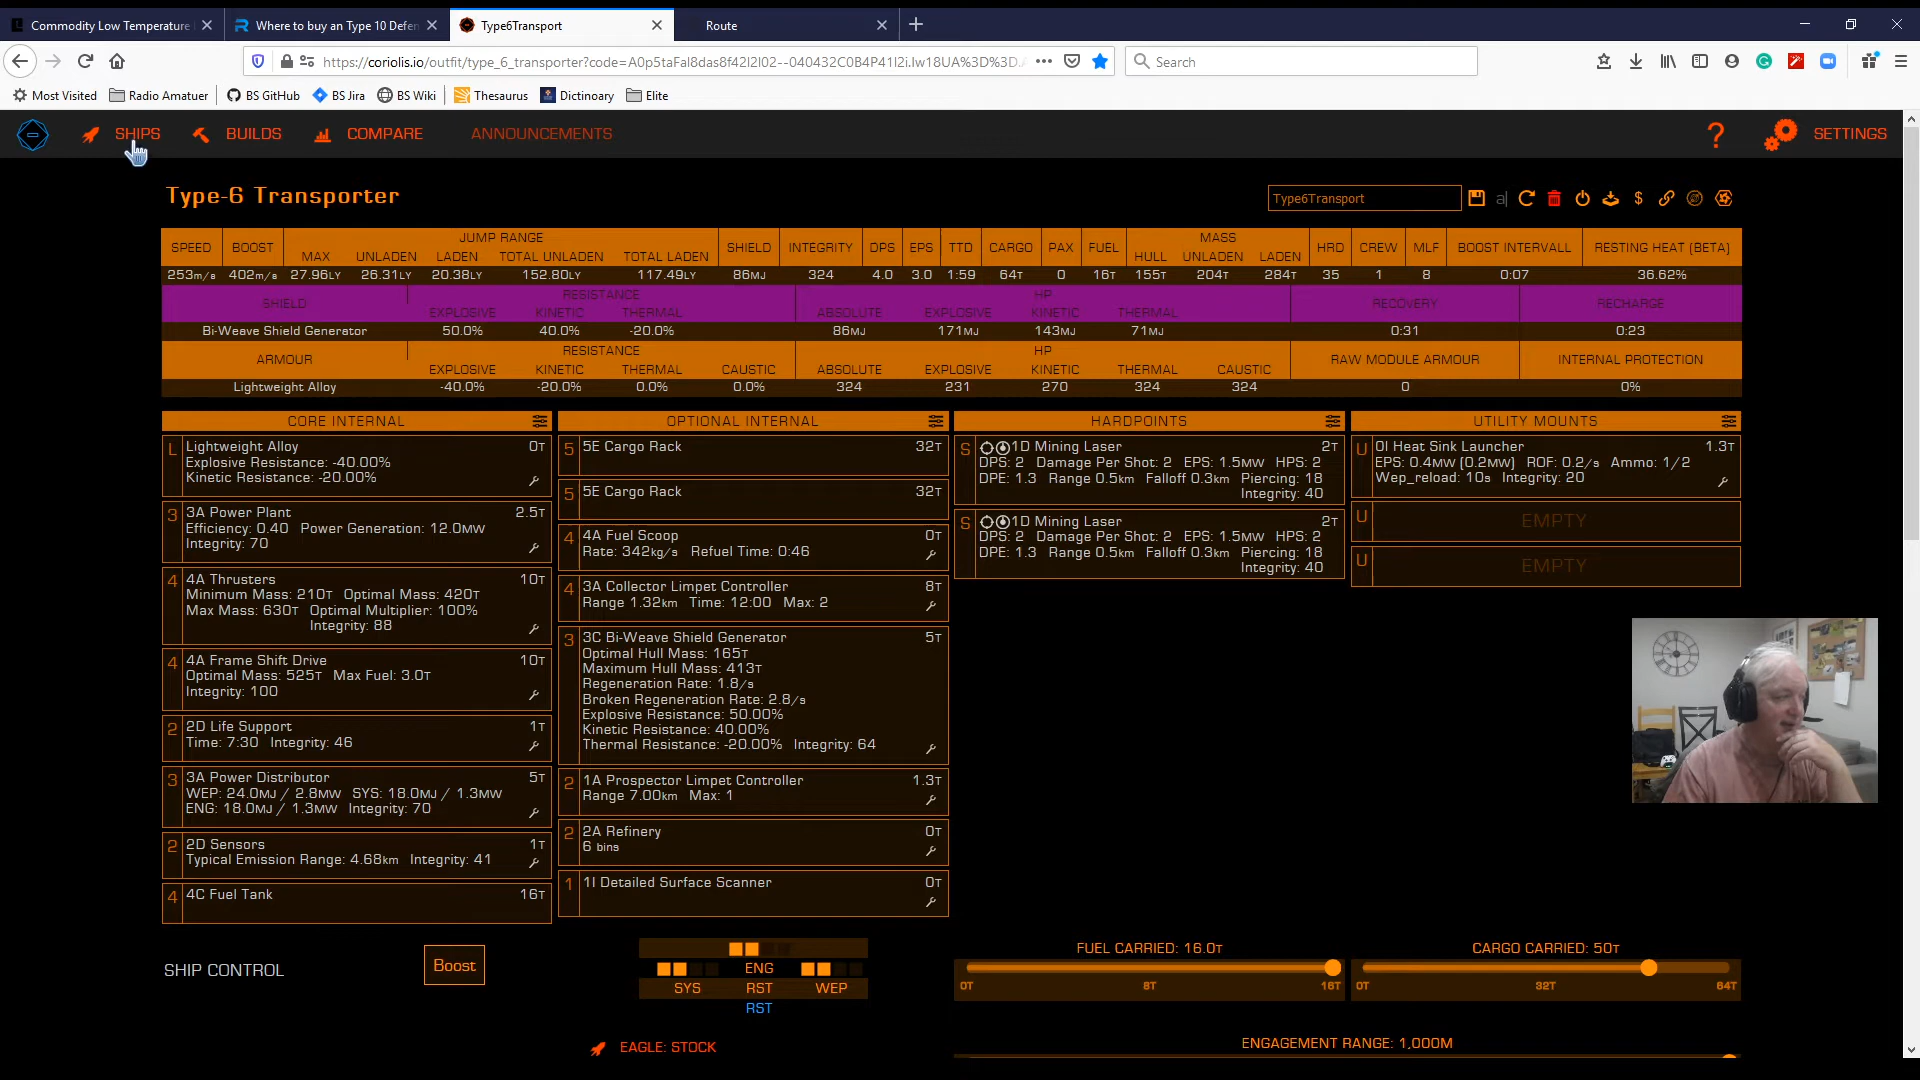 Commodity Low Temperature
Where to buy an Type 10 Defen
Type6Transport
Route
https://coriolis.io/outfit/type_6_transporter?code=A0p5taFal8das8f42I2I02--040432C0B4P41I2i.Iw18UA%3D%3D.
Search
Most Visited
Radio Amatuer
BS GitHub
BS Jira
BS Wiki
Thesaurus
Dictinoary
Elite
SHIPS
BUILDS
COMPARE
ANNOUNCEMENTS
?
SETTINGS
Type-6 Transporter
Type6Transport
SPEED BOOST JUMP RANGE SHIELD INTEGRITY DPS EPS TTD CARGO PAX FUEL MASS HRD CREW MLF BOOST INTERVALL RESTING HEAT (BETA)
MAX UNLADEN LADEN TOTAL UNLADEN TOTAL LADEN HULL UNLADEN LADEN
253m/s 402m/s 27.96LY 26.31LY 20.38LY 152.80LY 117.49LY 86MJ 324 4.0 3.0 1:59 64T 0 16T 155T 204T 284T 35 1 8 0:07 36.62%
SHIELD RESISTANCE HP RECOVERY RECHARGE
EXPLOSIVE KINETIC THERMAL ABSOLUTE EXPLOSIVE KINETIC THERMAL
Bi-Weave Shield Generator 50.0% 40.0% -20.0% 86MJ 171MJ 143MJ 71MJ 0:31 0:23
ARMOUR RESISTANCE HP RAW MODULE ARMOUR INTERNAL PROTECTION
EXPLOSIVE KINETIC THERMAL CAUSTIC ABSOLUTE EXPLOSIVE KINETIC THERMAL CAUSTIC
Lightweight Alloy -40.0% -20.0% 0.0% 0.0% 324 231 270 324 324 0 0%
CORE INTERNAL
L Lightweight Alloy 0T
Explosive Resistance: -40.00%
Kinetic Resistance: -20.00%
3 3A Power Plant 2.5T
Efficiency: 0.40 Power Generation: 12.0MW
Integrity: 70
4 4A Thrusters 10T
Minimum Mass: 210T Optimal Mass: 420T
Max Mass: 630T Optimal Multiplier: 100%
Integrity: 88
4 4A Frame Shift Drive 10T
Optimal Mass: 525T Max Fuel: 3.0T
Integrity: 100
2 2D Life Support 1T
Time: 7:30 Integrity: 46
3 3A Power Distributor 5T
WEP: 24.0MJ / 2.8MW SYS: 18.0MJ / 1.3MW
ENG: 18.0MJ / 1.3MW Integrity: 70
2 2D Sensors 1T
Typical Emission Range: 4.68km Integrity: 41
4 4C Fuel Tank 16T
OPTIONAL INTERNAL
5 5E Cargo Rack 32T
5 5E Cargo Rack 32T
4 4A Fuel Scoop 0T
Rate: 342kg/s Refuel Time: 0:46
4 3A Collector Limpet Controller 8T
Range 1.32km Time: 12:00 Max: 2
3 3C Bi-Weave Shield Generator 5T
Optimal Hull Mass: 165T
Maximum Hull Mass: 413T
Regeneration Rate: 1.8/s
Broken Regeneration Rate: 2.8/s
Explosive Resistance: 50.00%
Kinetic Resistance: 40.00%
Thermal Resistance: -20.00% Integrity: 64
2 1A Prospector Limpet Controller 1.3T
Range 7.00km Max: 1
2 2A Refinery 0T
6 bins
1 1I Detailed Surface Scanner 0T
HARDPOINTS
S 1D Mining Laser 2T
DPS: 2 Damage Per Shot: 2 EPS: 1.5MW HPS: 2
DPE: 1.3 Range 0.5km Falloff 0.3km Piercing: 18
Integrity: 40
S 1D Mining Laser 2T
DPS: 2 Damage Per Shot: 2 EPS: 1.5MW HPS: 2
DPE: 1.3 Range 0.5km Falloff 0.3km Piercing: 18
Integrity: 40
UTILITY MOUNTS
U 0I Heat Sink Launcher 1.3T
EPS: 0.4MW [0.2MW] ROF: 0.2/s Ammo: 1/2
Wep_reload: 10s Integrity: 20
U EMPTY
U EMPTY
SHIP CONTROL
Boost
ENG
SYS RST WEP
RST
FUEL CARRIED: 16.0T
0T 8T 16T
CARGO CARRIED: 50T
0T 32T 64T
EAGLE: STOCK
ENGAGEMENT RANGE: 1,000M